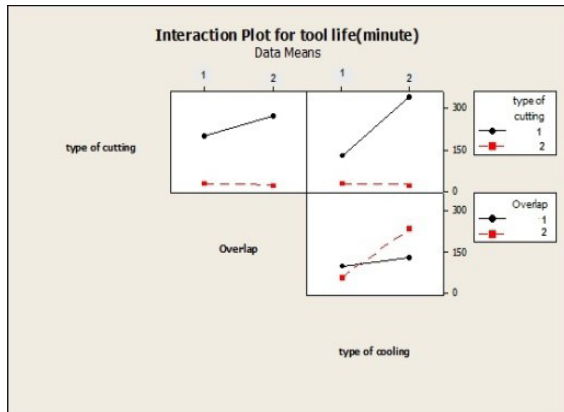 Interaction Plot for tool life(minute)
Data Means
1 2 1 2
type of cutting
300
150
0
type of
cutting
1
2
Overlap
300
150
0
Overlap
1
2
type of cooling